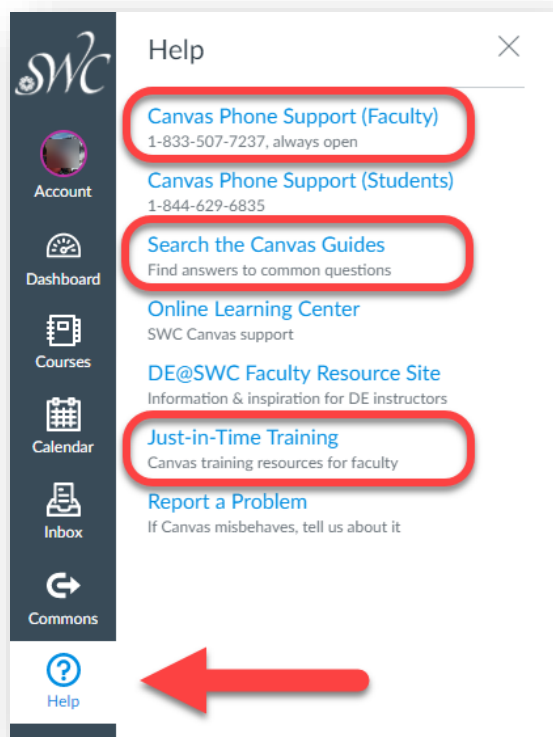 SWC
Account
Dashboard
Courses
Calendar
Inbox
Commons
Help
Help
Canvas Phone Support (Faculty)
1-833-507-7237, always open
Canvas Phone Support (Students)
1-844-629-6835
Search the Canvas Guides
Find answers to common questions
Online Learning Center
SWC Canvas support
DE@SWC Faculty Resource Site
Information & inspiration for DE instructors
Just-in-Time Training
Canvas training resources for faculty
Report a Problem
If Canvas misbehaves, tell us about it